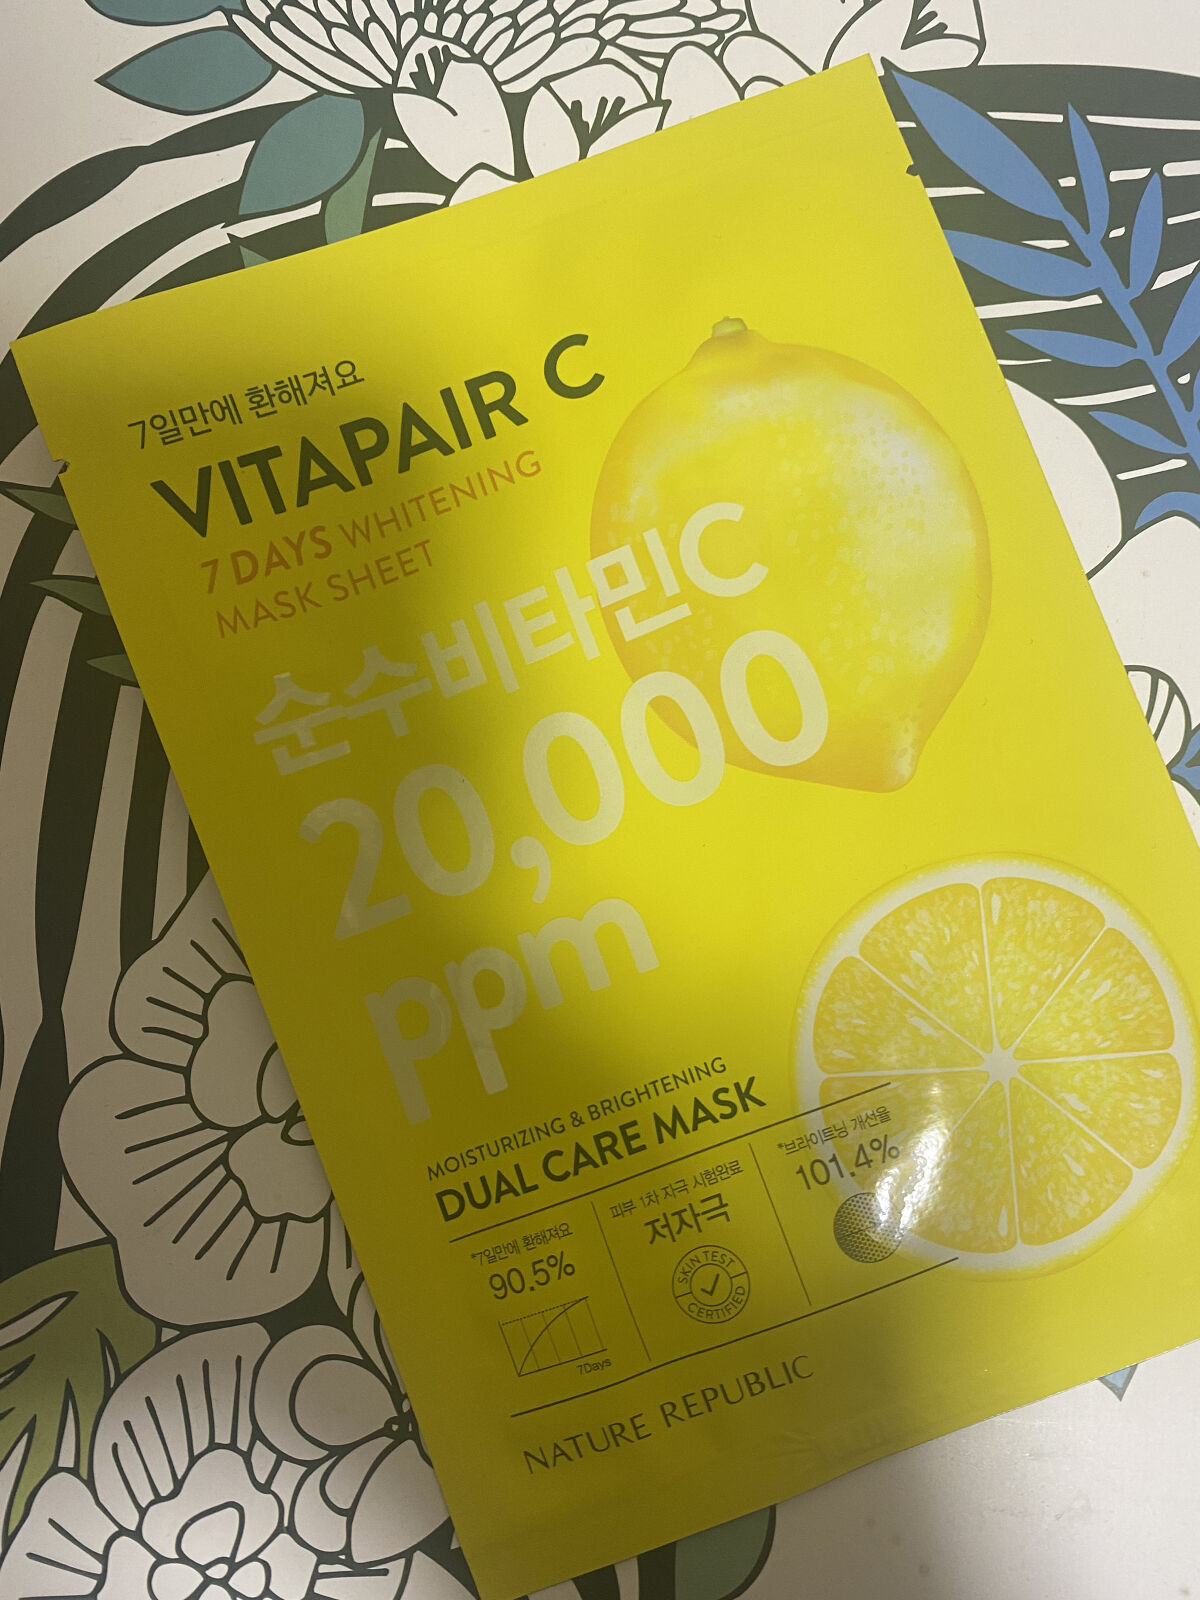 7일만에 환해져요
VITAPAIR C
7 DAYS WHITENING
MASK SHEET
순수비타민C
20,000
ppm
MOISTURIZING & BRIGHTENING
DUAL CARE MASK
*7일만에 환해져요
90.5%
7Days
피부 1차 자극 시험완료
저자극
SKIN TEST
CERTIFIED
*브라이트닝 개선율
101.4%
NATURE REPUBLIC